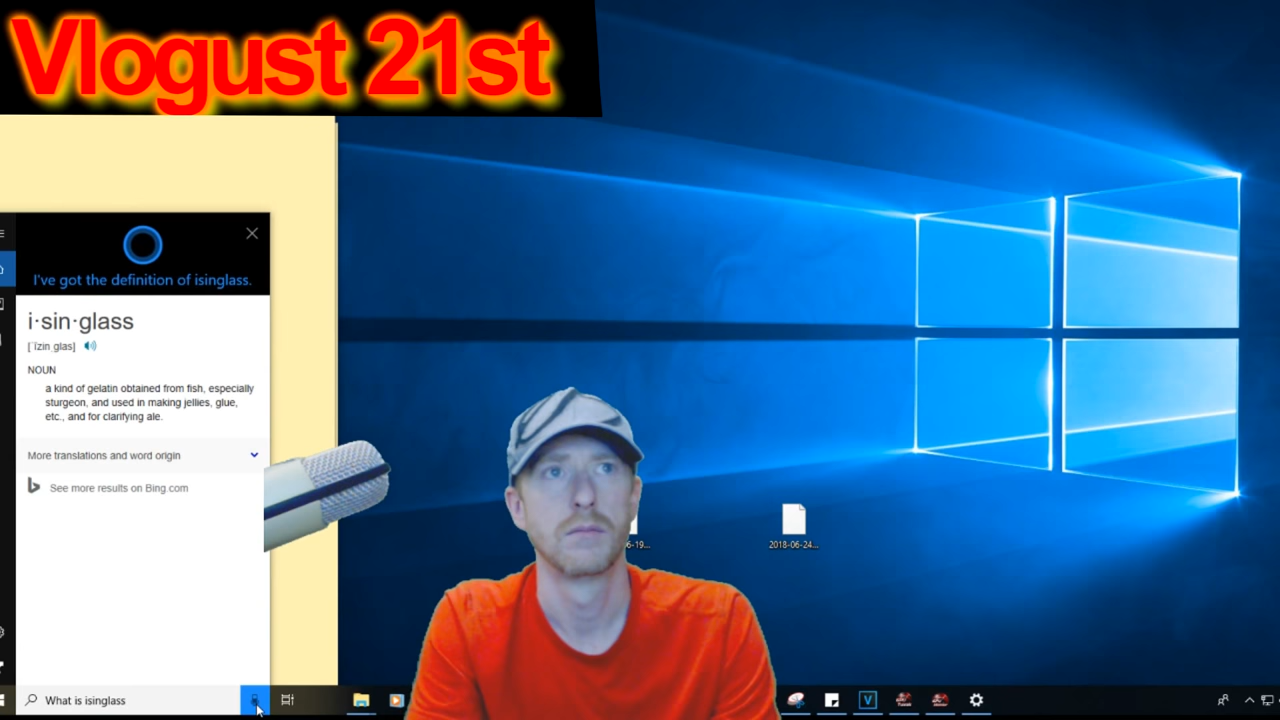 Vlogust 21st
I've got the definition of isinglass.
i·sin·glass
NOUN
a kind of gelatin obtained from fish, especially
sturgeon, and used in making jellies, glue,
etc., and for clarifying ale.
More translations and word origin
See more results on Bing.com
6-19...
2018-06-24...
What is isinglass
V